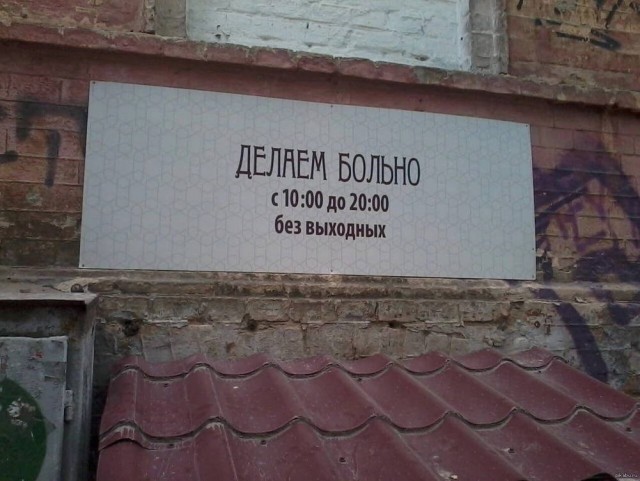 ДЕЛАЕМ БОЛЬНО
с 10:00 до 20:00
без выходных